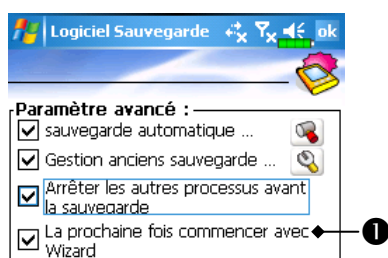 Logiciel Sauvegarde ok
Paramètre avancé :
sauvegarde automatique ...
Gestion anciens sauvegarde ...
Arrêter les autres processus avant
la sauvegarde
La prochaine fois commencer avec
Wizard
1